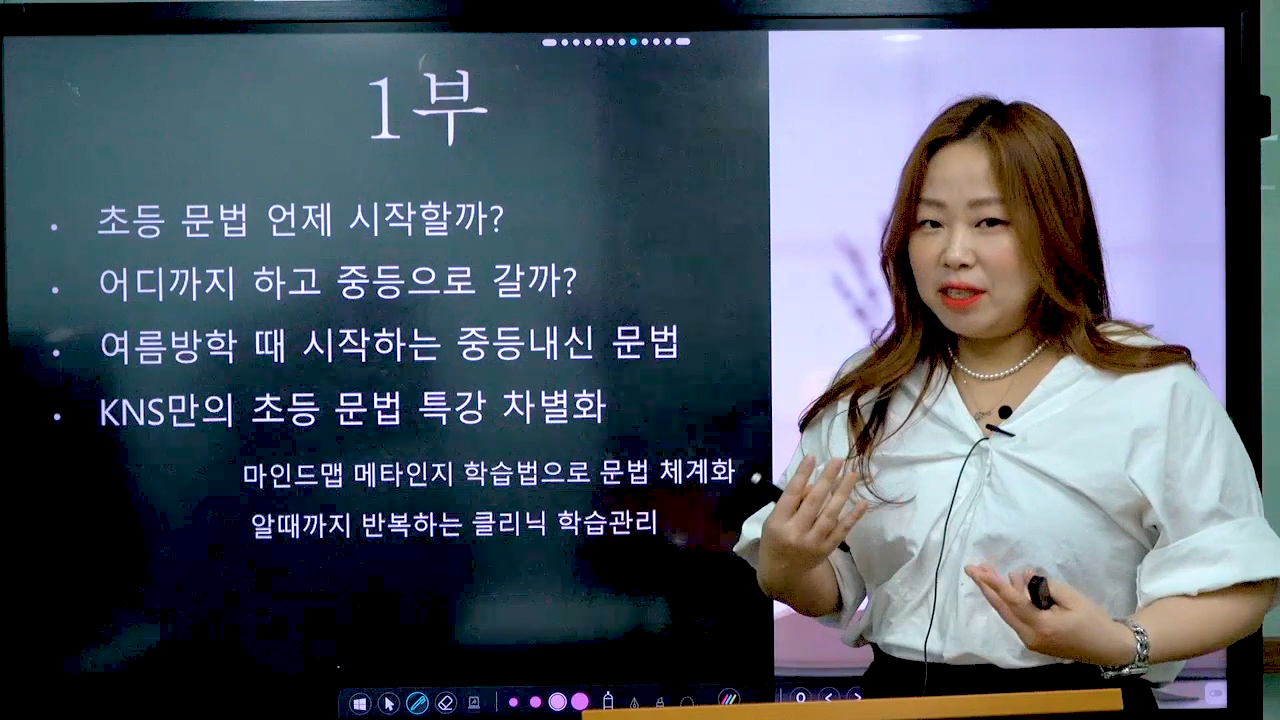 1부
초등 문법 언제 시작할까?
어디까지 하고 중등으로 갈까?
여름방학 때 시작하는 중등내신 문법
KNS만의 초등 문법 특강 차별화
마인드맵 메타인지 학습법으로 문법 체계화
알때까지 반복하는 클리닉 학습관리